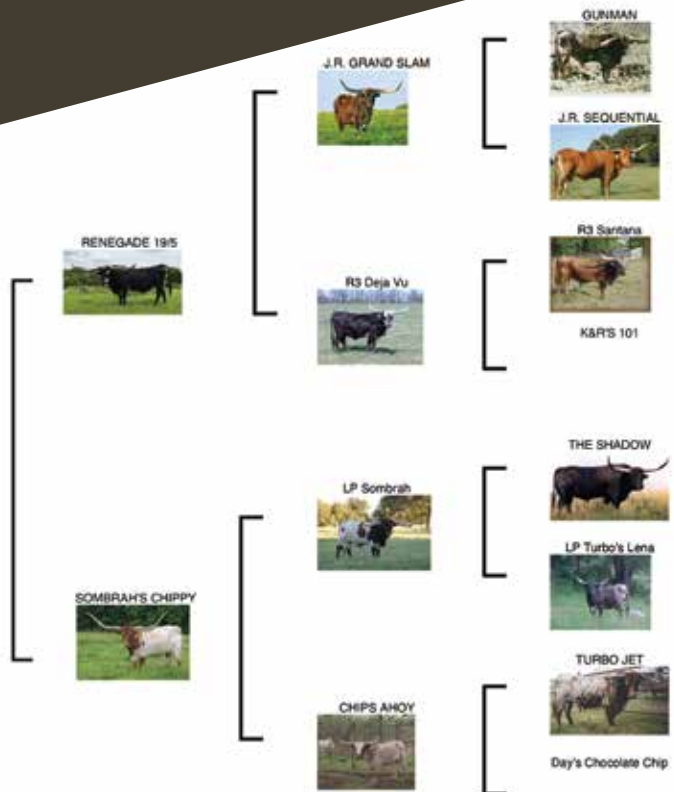 GUNMAN
J.R. GRAND SLAM
J.R. SEQUENTIAL
RENEGADE 19/5
R3 Santana
R3 Deja Vu
K&R'S 101
THE SHADOW
LP Sombrah
LP Turbo's Lena
SOMBRAH'S CHIPPY
TURBO JET
CHIPS AHOY
Day's Chocolate Chip